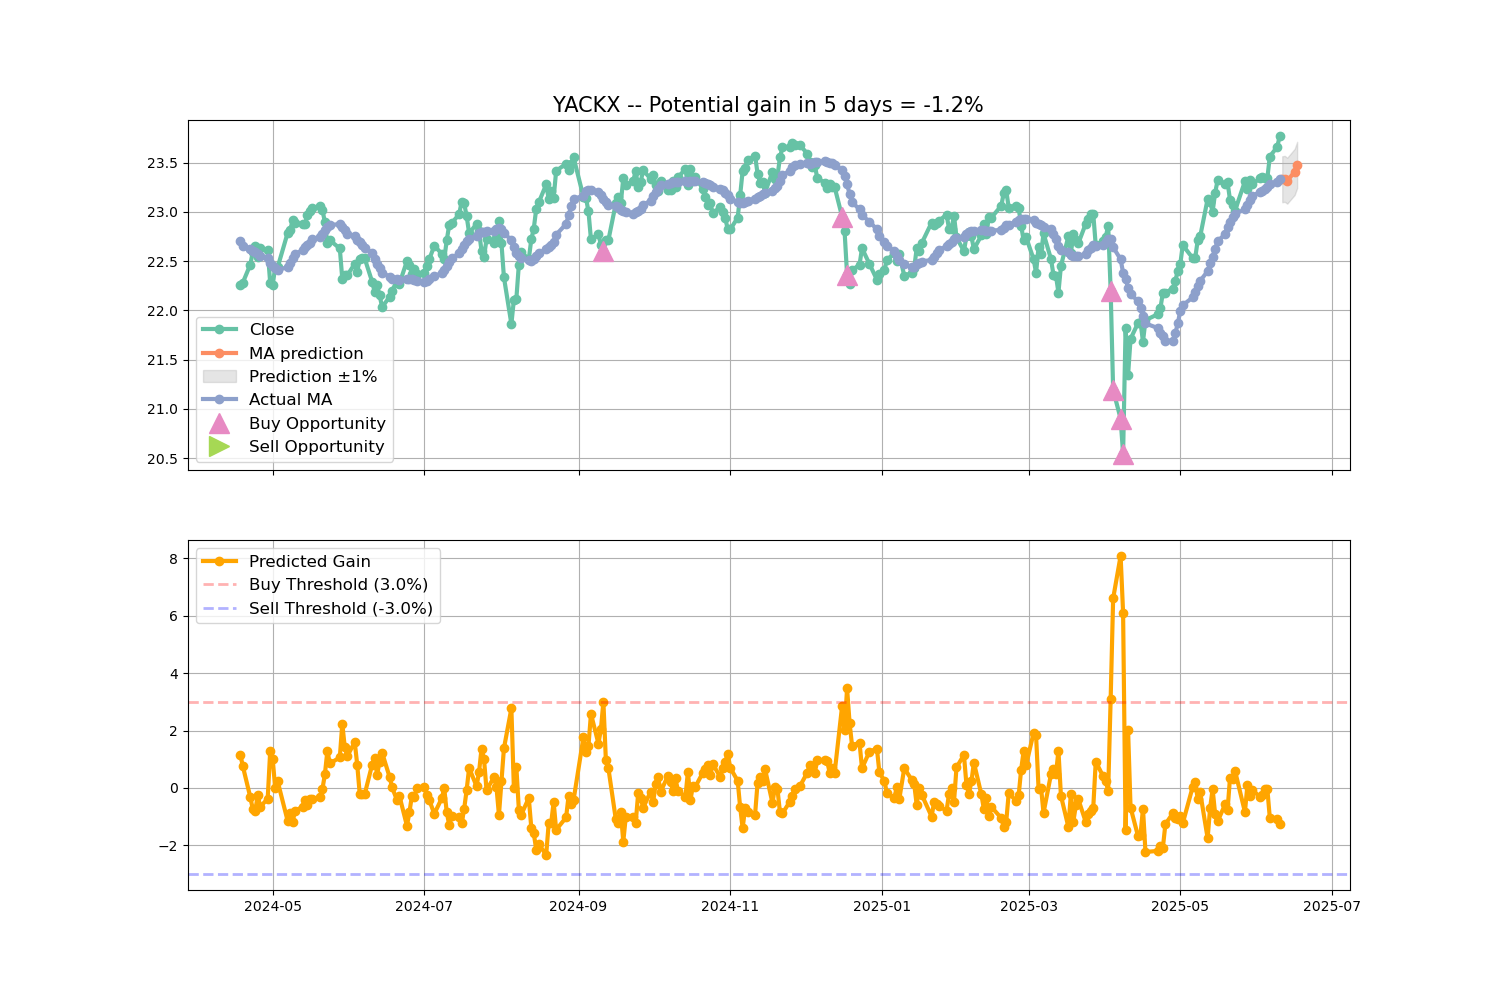 YACKX -- Potential gain in 5 days = -1.2%
23.5
23.0
22.5
22.0
21.5
21.0
20.5
Close
MA prediction
Prediction ±1%
Actual MA
Buy Opportunity
Sell Opportunity
8
6
4
2
0
−2
Predicted Gain
Buy Threshold (3.0%)
Sell Threshold (-3.0%)
2024-05 2024-07 2024-09 2024-11 2025-01 2025-03 2025-05 2025-07